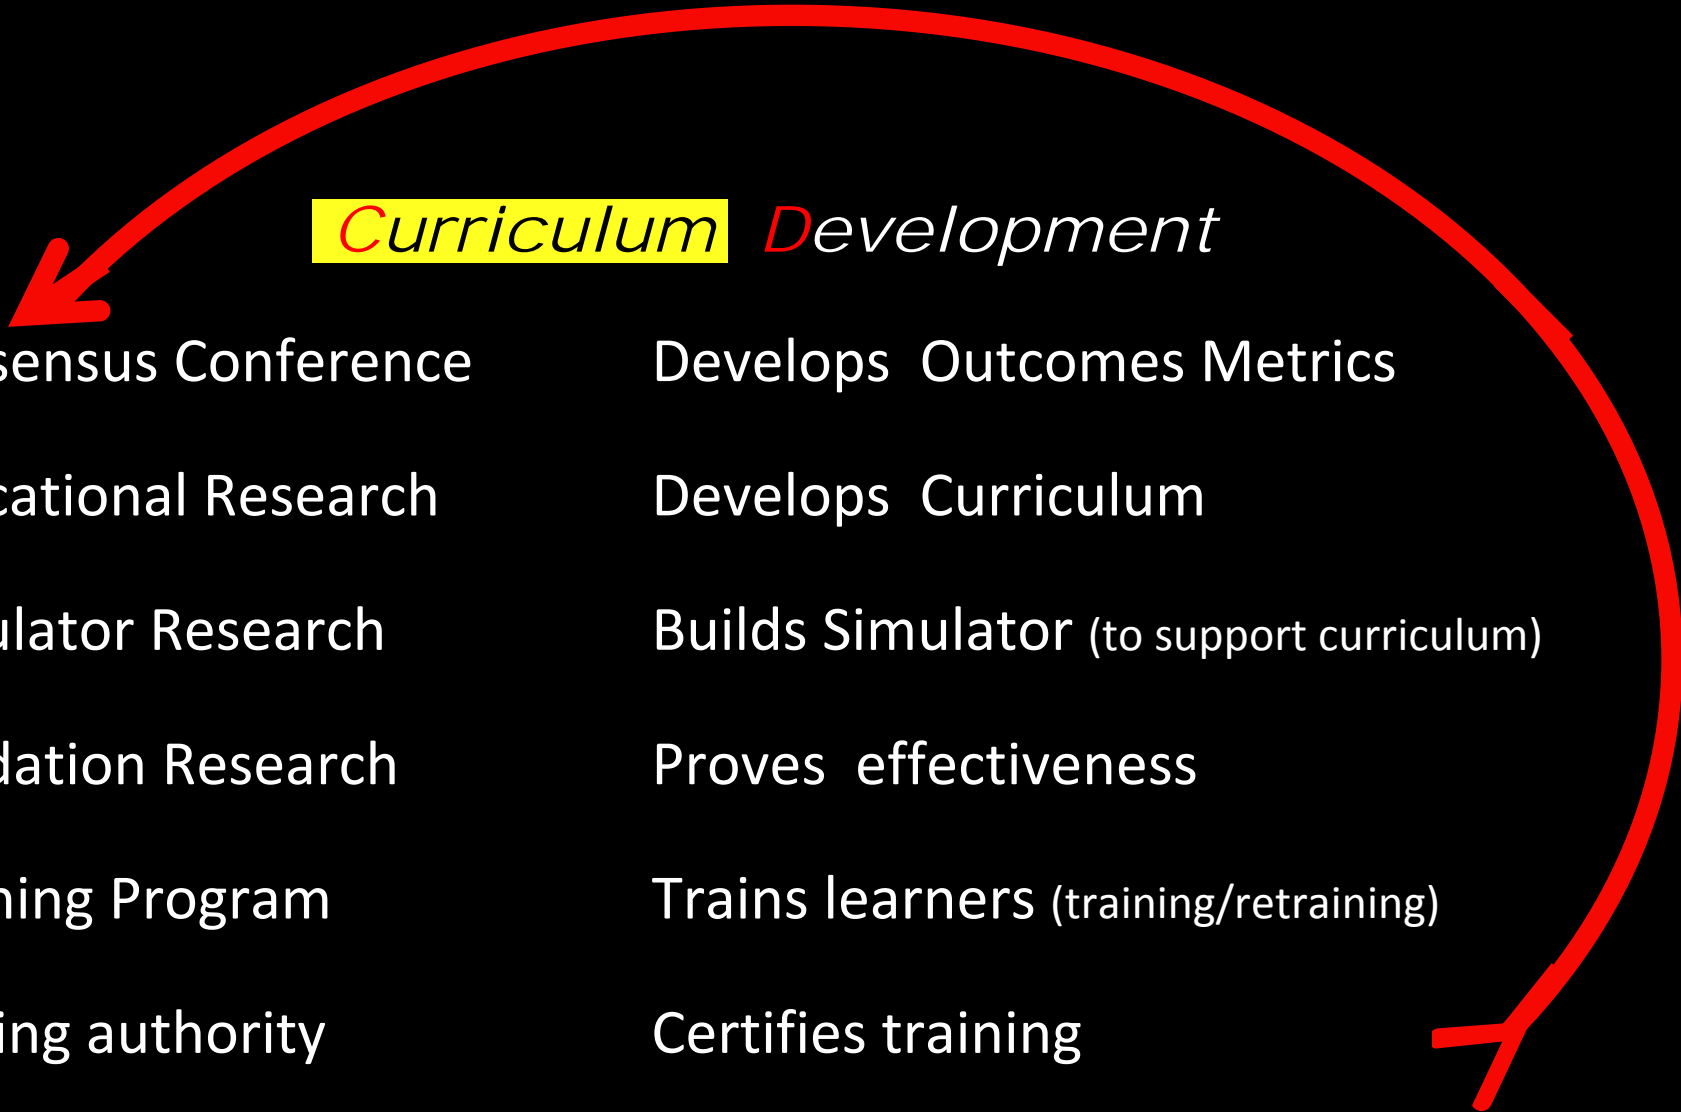 Curriculum Development
sensus Conference Develops Outcomes Metrics
cational Research Develops Curriculum
ulator Research Builds Simulator (to support curriculum)
dation Research Proves effectiveness
ning Program Trains learners (training/retraining)
ing authority Certifies training